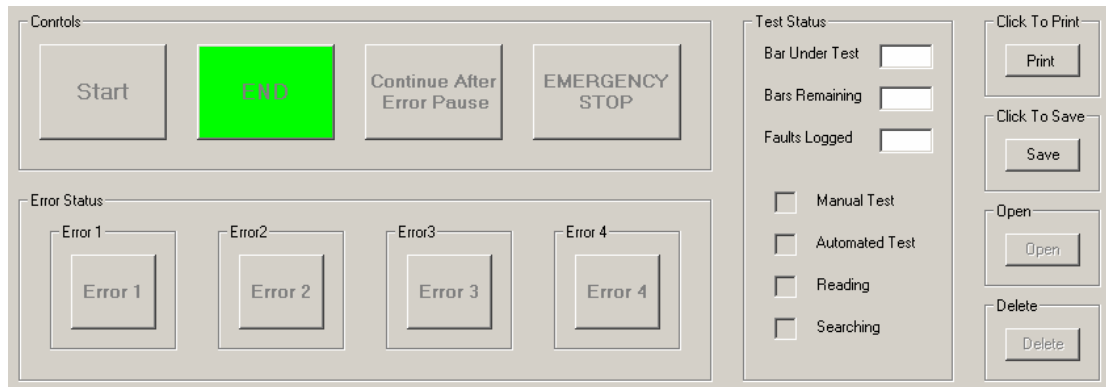 Conrtols
Start
END
Continue After
Error Pause
EMERGENCY
STOP
Error Status
Error 1
Error 1
Error2
Error 2
Error3
Error 3
Error 4
Error 4
Test Status
Bar Under Test
Bars Remaining
Faults Logged
Manual Test
Automated Test
Reading
Searching
Click To Print
Print
Click To Save
Save
Open
Open
Delete
Delete